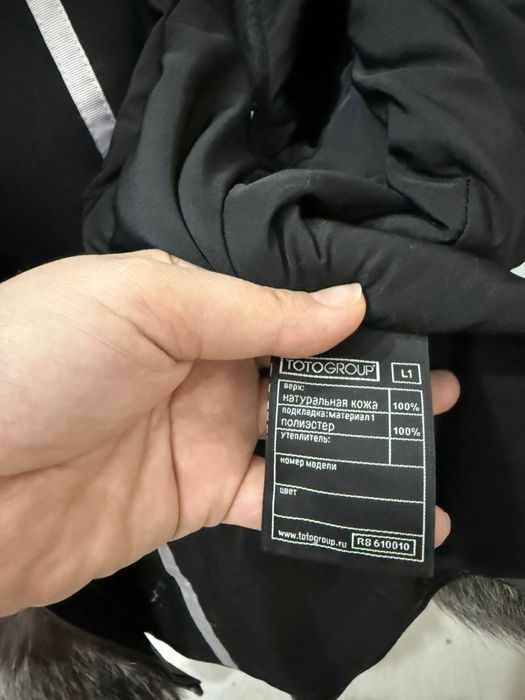 TOTOGROUP L1
верх:
натуральная кожа 100%
подкладка: материал 1
полиэстер 100%
утеплитель:
номер модели
цвет
www.totogroup.ru RS 610010